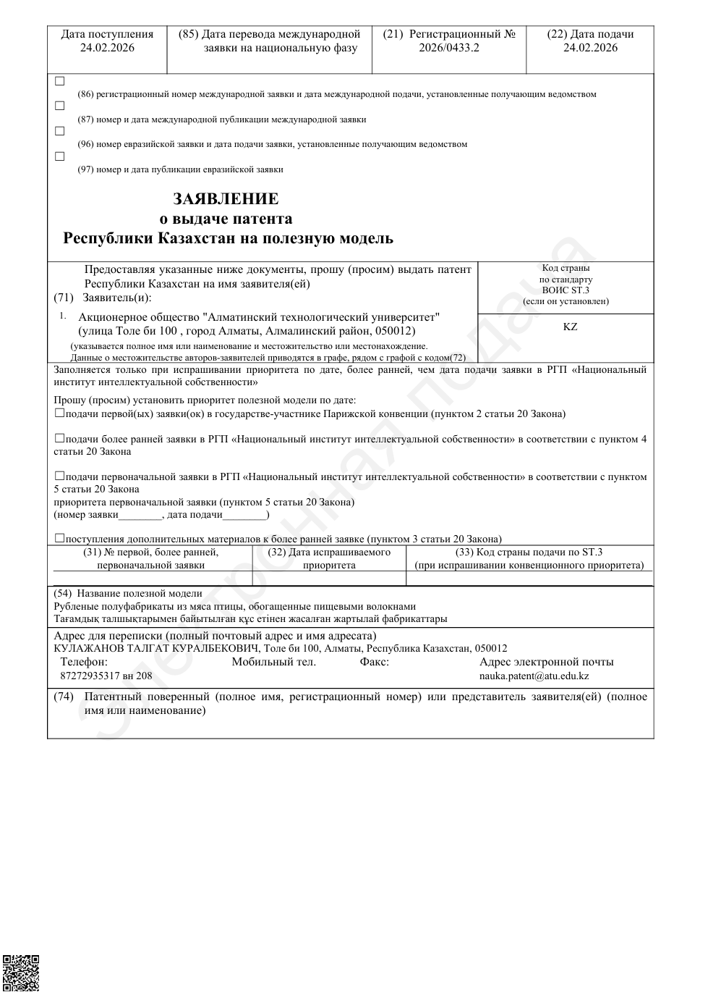 Дата поступления
24.02.2026
(85) Дата перевода международной
заявки на национальную фазу
(21) Регистрационный №
2026/0433.2
(22) Дата подачи
24.02.2026
☐
(86) регистрационный номер международной заявки и дата международной подачи, установленные получающим ведомством
☐
(87) номер и дата международной публикации международной заявки
☐
(96) номер евразийской заявки и дата подачи заявки, установленные получающим ведомством
☐
(97) номер и дата публикации евразийской заявки
ЗАЯВЛЕНИЕ
о выдаче патента
Республики Казахстан на полезную модель
Предоставляя указанные ниже документы, прошу (просим) выдать патент
Республики Казахстан на имя заявителя(ей)
(71) Заявитель(и):
1. Акционерное общество "Алматинский технологический университет"
(улица Толе би 100 , город Алматы, Алмалинский район, 050012)
(указывается полное имя или наименование и местожительство или местонахождение.
Данные о местожительстве авторов-заявителей приводятся в графе, рядом с графой с кодом(72)
Код страны
по стандарту
ВОИС ST.3
(если он установлен)
KZ
Заполняется только при испрашивании приоритета по дате, более ранней, чем дата подачи заявки в РГП «Национальный
институт интеллектуальной собственности»
Прошу (просим) установить приоритет полезной модели по дате:
☐подачи первой(ых) заявки(ок) в государстве-участнике Парижской конвенции (пунктом 2 статьи 20 Закона)
☐подачи более ранней заявки в РГП «Национальный институт интеллектуальной собственности» в соответствии с пунктом 4
статьи 20 Закона
☐подачи первоначальной заявки в РГП «Национальный институт интеллектуальной собственности» в соответствии с пунктом
5 статьи 20 Закона
приоритета первоначальной заявки (пунктом 5 статьи 20 Закона)
(номер заявки________, дата подачи________)
☐поступления дополнительных материалов к более ранней заявке (пунктом 3 статьи 20 Закона)
(31) № первой, более ранней,
первоначальной заявки
(32) Дата испрашиваемого
приоритета
(33) Код страны подачи по ST.3
(при испрашивании конвенционного приоритета)
(54) Название полезной модели
Рубленые полуфабрикаты из мяса птицы, обогащенные пищевыми волокнами
Тағамдық талшықтарымен байытылған құс етінен жасалған жартылай фабрикаттары
Адрес для переписки (полный почтовый адрес и имя адресата)
КУЛАЖАНОВ ТАЛГАТ КУРАЛБЕКОВИЧ, Толе би 100, Алматы, Республика Казахстан, 050012
Телефон: Мобильный тел. Факс: Адрес электронной почты
87272935317 вн 208 nauka.patent@atu.edu.kz
(74) Патентный поверенный (полное имя, регистрационный номер) или представитель заявителя(ей) (полное
имя или наименование)
Электронная подача